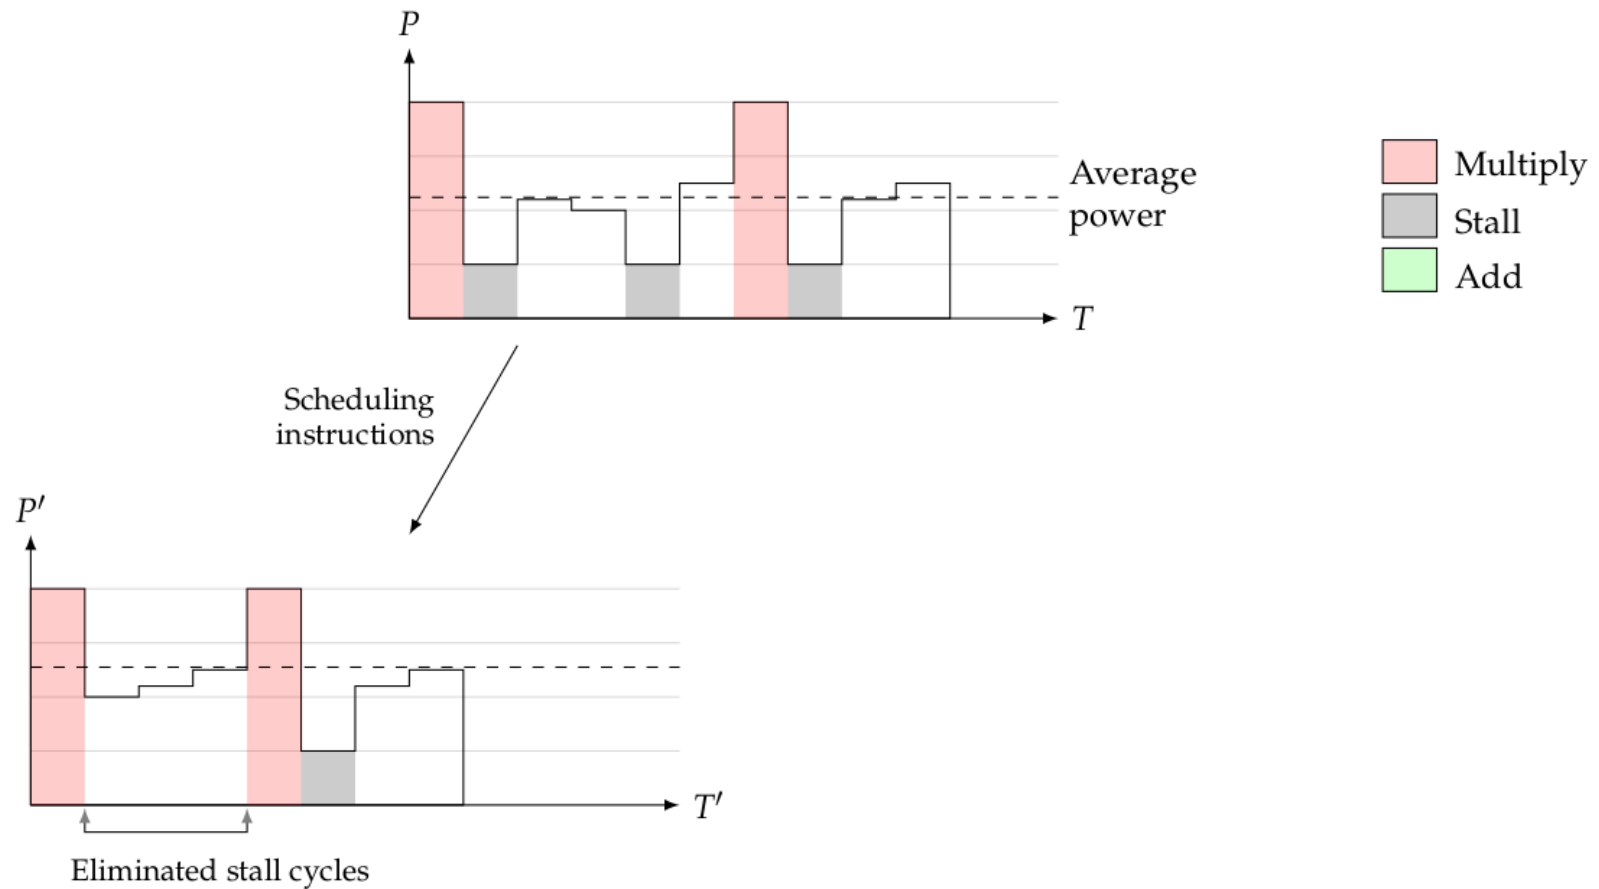 P
Average
power
T
Multiply
Stall
Add
Scheduling
instructions
P′
T′
Eliminated stall cycles